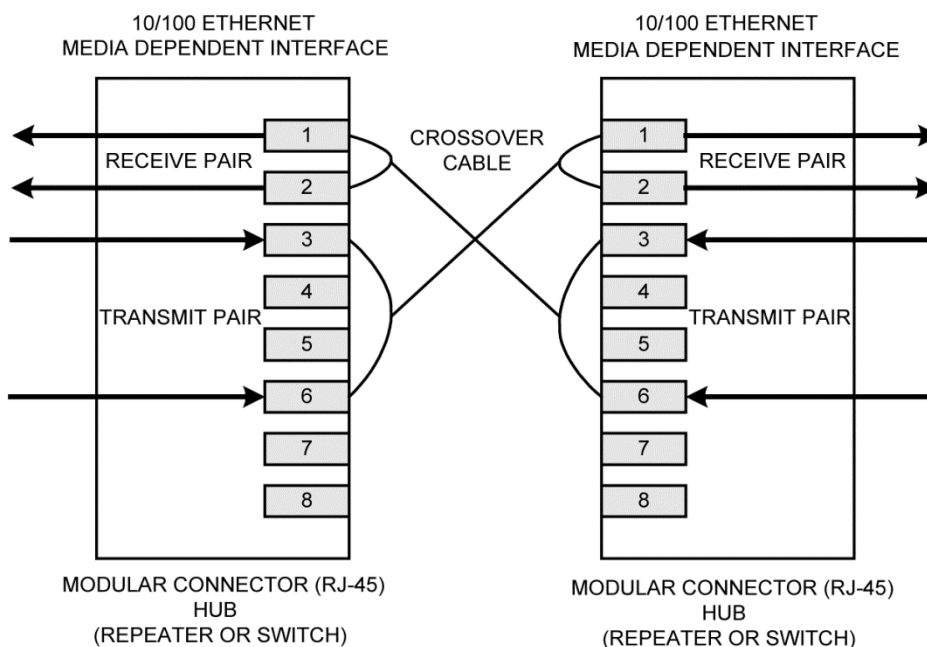 10/100 ETHERNET
MEDIA DEPENDENT INTERFACE
1
RECEIVE PAIR
2
3
4
TRANSMIT PAIR
5
6
7
8
MODULAR CONNECTOR (RJ-45)
HUB
(REPEATER OR SWITCH)
CROSSOVER
CABLE
10/100 ETHERNET
MEDIA DEPENDENT INTERFACE
1
RECEIVE PAIR
2
3
4
TRANSMIT PAIR
5
6
7
8
MODULAR CONNECTOR (RJ-45)
HUB
(REPEATER OR SWITCH)